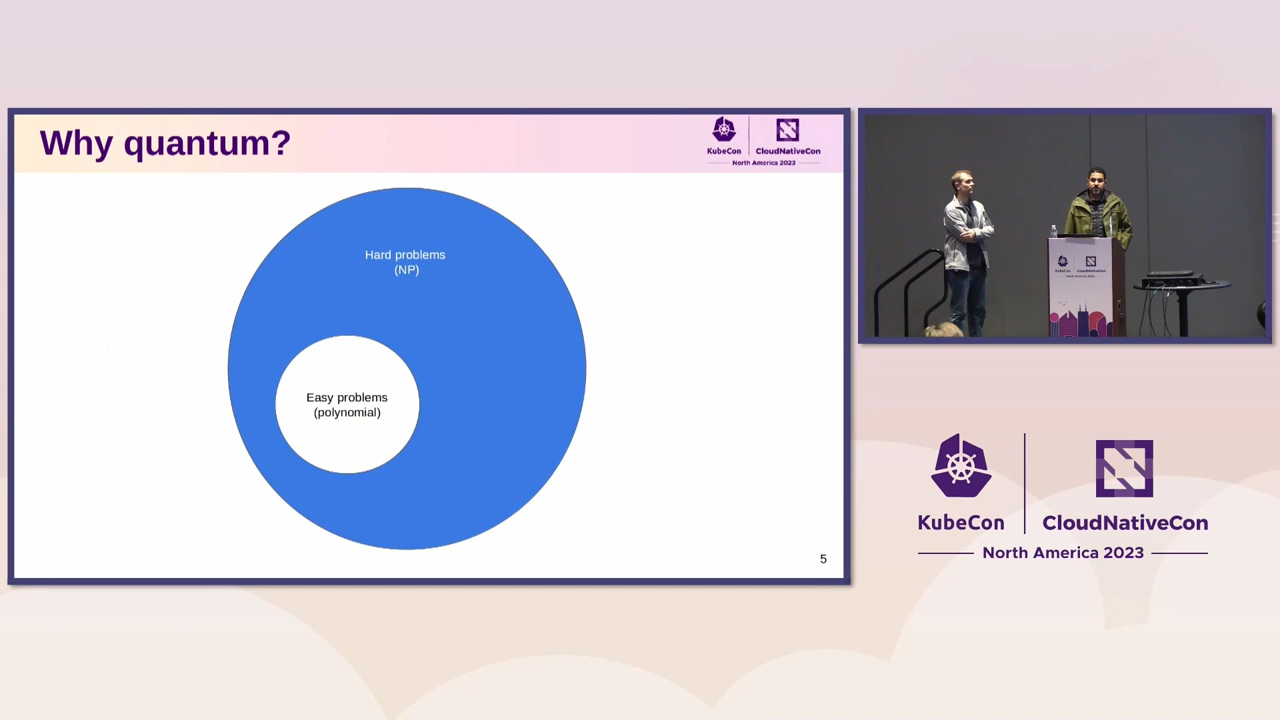 Why quantum?
KubeCon
CloudNativeCon
North America 2023
Hard problems
(NP)
Easy problems
(polynomial)
5
KubeCon
CloudNativeCon
North America 2023